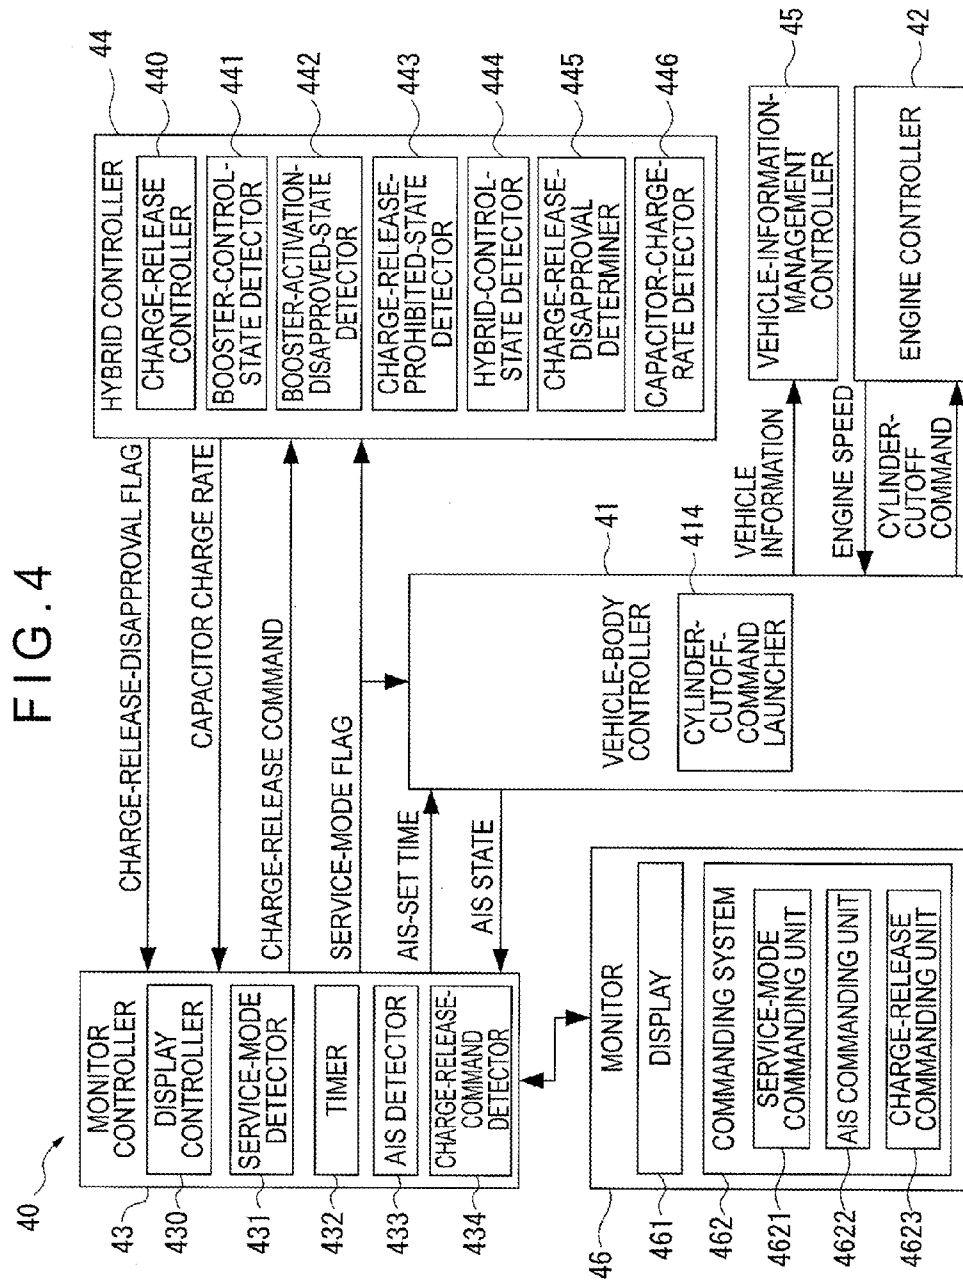 FIG.4
40
43
MONITOR
CONTROLLER
430
DISPLAY
CONTROLLER
431
SERVICE-MODE
DETECTOR
432
TIMER
433
AIS DETECTOR
434
CHARGE-RELEASE-
COMMAND
DETECTOR
CHARGE-RELEASE-DISAPPROVAL FLAG
CAPACITOR CHARGE RATE
CHARGE-RELEASE COMMAND
SERVICE-MODE FLAG
AIS-SET TIME
AIS STATE
44
HYBRID CONTROLLER
440
CHARGE-RELEASE
CONTROLLER
441
BOOSTER-CONTROL-
STATE DETECTOR
442
BOOSTER-ACTIVATION-
DISAPPROVED-STATE
DETECTOR
443
CHARGE-RELEASE-
PROHIBITED-STATE
DETECTOR
444
HYBRID-CONTROL-
STATE DETECTOR
445
CHARGE-RELEASE-
DISAPPROVAL
DETERMINER
446
CAPACITOR-CHARGE-
RATE DETECTOR
46
MONITOR
461
DISPLAY
462
COMMANDING SYSTEM
4621
SERVICE-MODE
COMMANDING UNIT
4622
AIS COMMANDING UNIT
4623
CHARGE-RELEASE
COMMANDING UNIT
41
VEHICLE-BODY
CONTROLLER
414
CYLINDER-
CUTOFF-
COMMAND
LAUNCHER
VEHICLE
INFORMATION
ENGINE SPEED
CYLINDER-
CUTOFF
COMMAND
45
VEHICLE-INFORMATION-
MANAGEMENT
CONTROLLER
42
ENGINE CONTROLLER